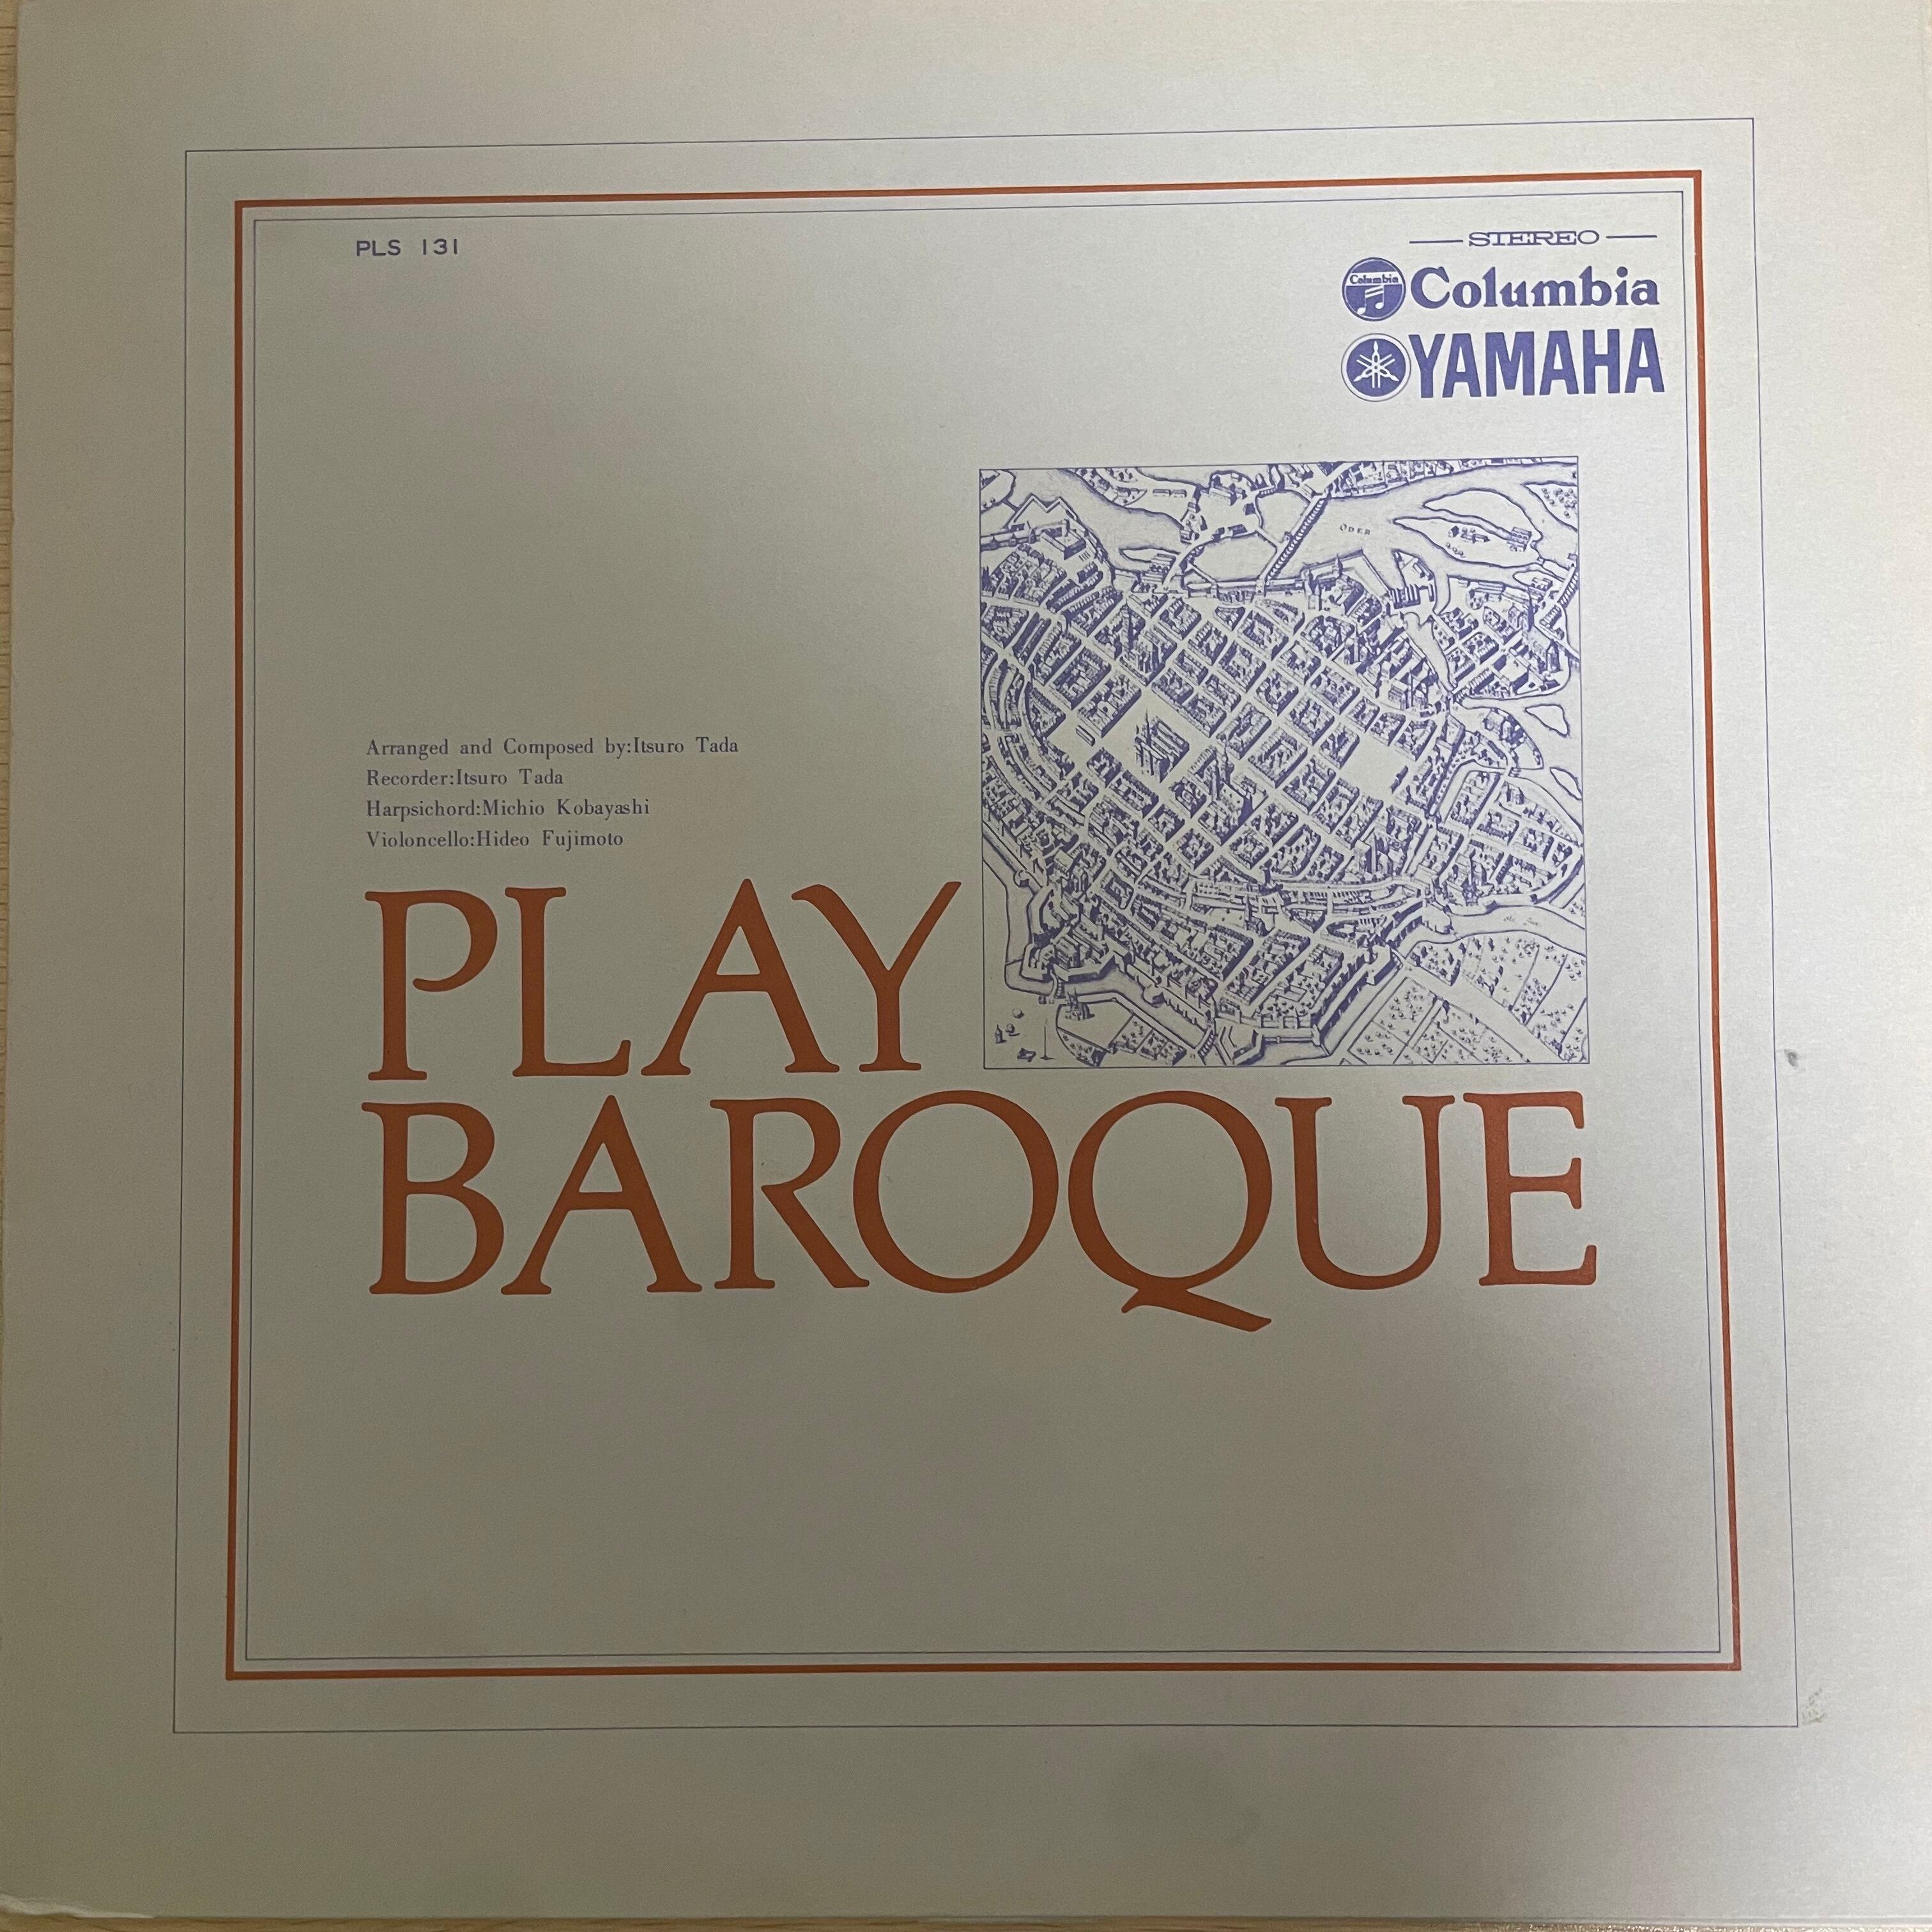 PLS 131
STEREO
Columbia
Columbia
YAMAHA
ODER
Arranged and Composed by:Itsuro Tada
Recorder:Itsuro Tada
Harpsichord:Michio Kobayashi
Violoncello:Hideo Fujimoto
PLAY
BAROQUE